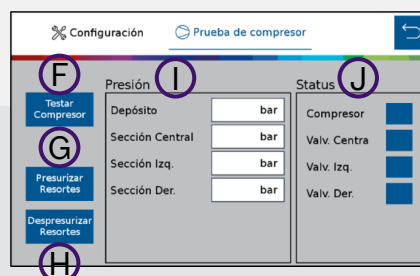 Configuración
Prueba de compresor
F
I
J
Testar
Compresor
G
Presurizar
Resortes
Despresurizar
Resortes
H
Presión
Depósito bar
Sección Central bar
Sección Izq. bar
Sección Der. bar
Status
Compresor
Valv. Centra
Valv. Izq.
Valv. Der.